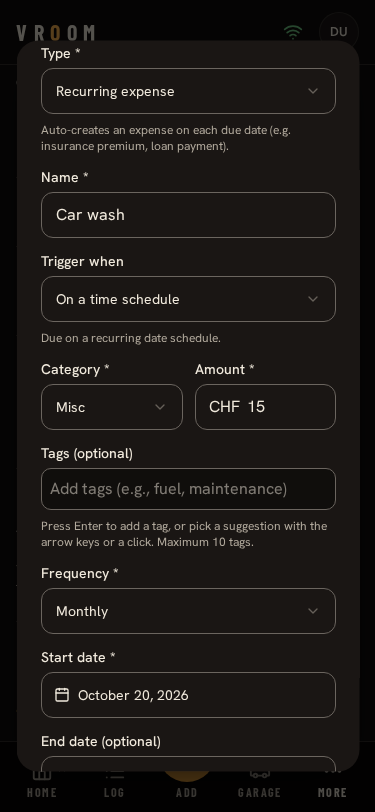 VROOM
DU
Type *
Recurring expense
Auto-creates an expense on each due date (e.g.
insurance premium, loan payment).
Name *
Car wash
Trigger when
On a time schedule
Due on a recurring date schedule.
Category *
Amount *
Misc
CHF 15
Tags (optional)
Add tags (e.g., fuel, maintenance)
Press Enter to add a tag, or pick a suggestion with the
arrow keys or a click. Maximum 10 tags.
Frequency *
Monthly
Start date *
October 20, 2026
End date (optional)
HOME
LOG
ADD
GARAGE
MORE